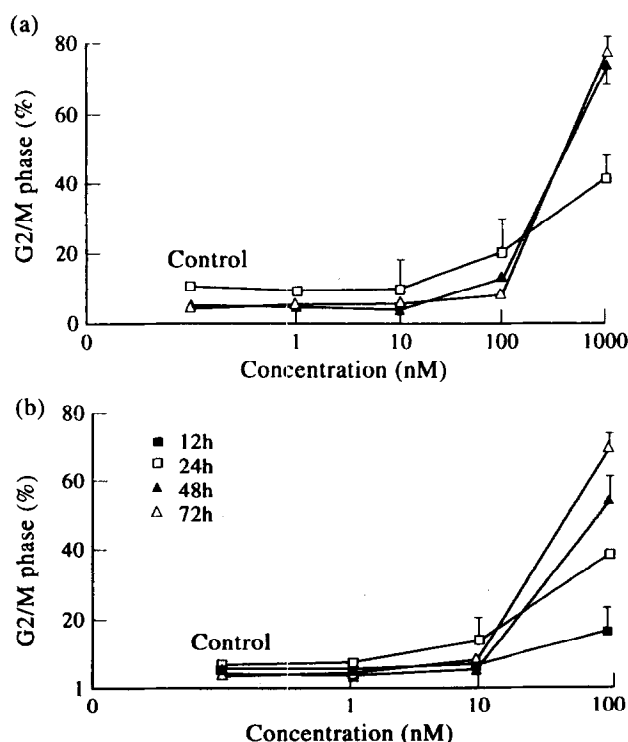 (a)
80
60
40
20
0
G2/M phase (%)
Control
0 1 10 100 1000
Concentration (nM)
(b)
80
60
40
20
1
G2/M phase (%)
12h
24h
48h
72h
Control
0 1 10 100
Concentration (nM)